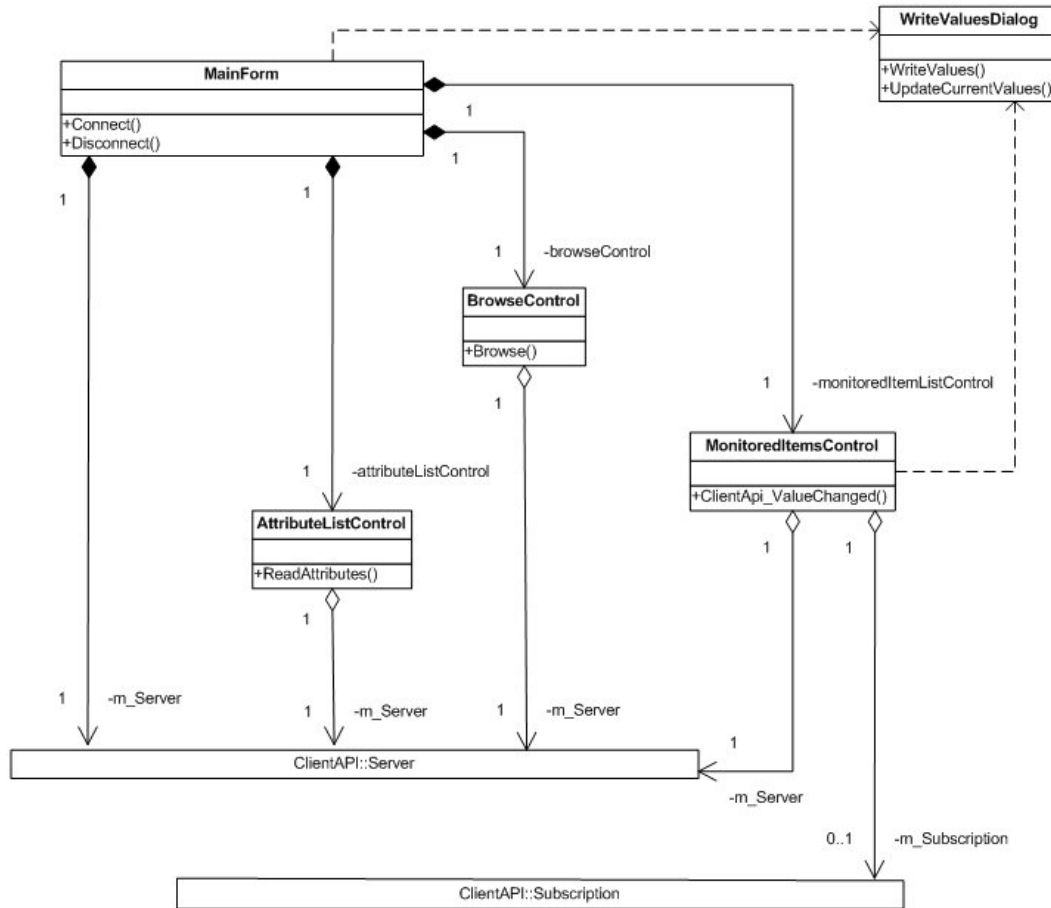 WriteValuesDialog
+WriteValues()
+UpdateCurrentValues()
MainForm
+Connect()
+Disconnect()
1
1
1
1
1
-browseControl
BrowseControl
+Browse()
1
1
-monitoredItemListControl
MonitoredItemsControl
+ClientApi_ValueChanged()
1
-attributeListControl
AttributeListControl
+ReadAttributes()
1
1
1
1
-m_Server
1
-m_Server
1
-m_Server
1
-m_Server
ClientAPI::Server
0..1
-m_Subscription
ClientAPI::Subscription